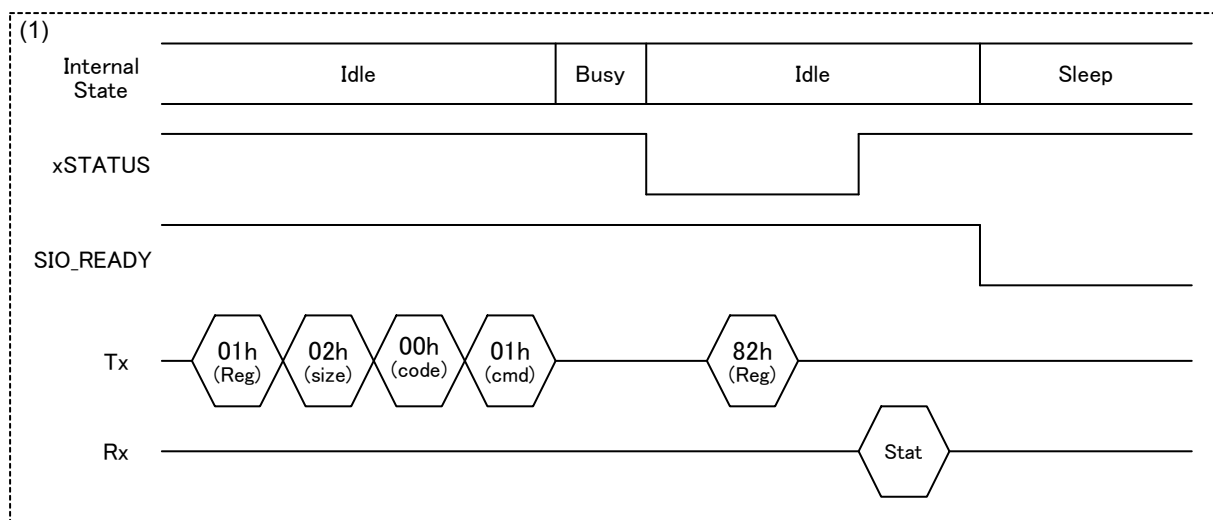 (1)
Internal
State
Idle
Busy
Idle
Sleep
xSTATUS
SIO_READY
Tx
01h
(Reg)
02h
(size)
00h
(code)
01h
(cmd)
82h
(Reg)
Rx
Stat